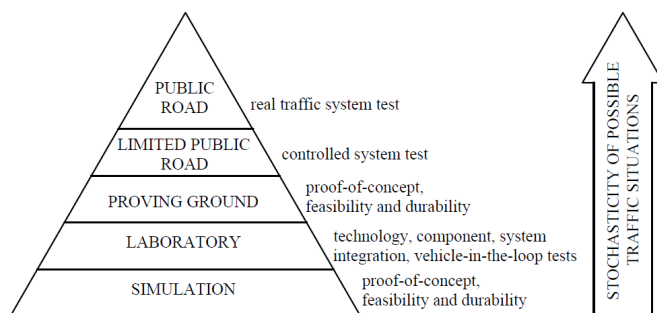 PUBLIC
ROAD
real traffic system test
LIMITED PUBLIC
ROAD
controlled system test
PROVING GROUND
proof-of-concept,
feasibility and durability
LABORATORY
technology, component, system
integration, vehicle-in-the-loop tests
SIMULATION
proof-of-concept,
feasibility and durability
STOCHASTICITY OF POSSIBLE
TRAFFIC SITUATIONS